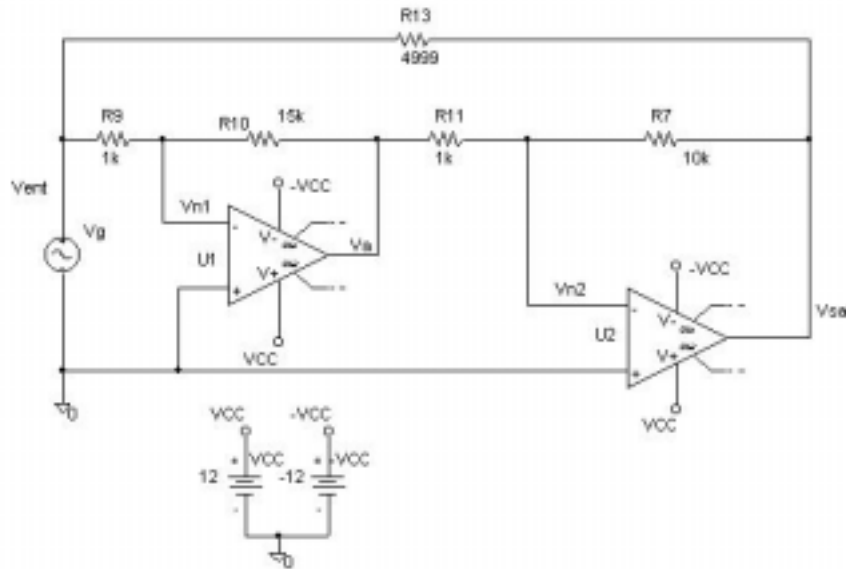 R13
4999
R9
1k
R10
15k
R11
1k
R7
10k
Vent
Vg
Vn1
-VCC
V-
U1
V+
VCC
Vn2
-VCC
V-
U2
V+
VCC
Vsa
0
VCC
-VCC
+ VCC
+ -VCC
12
-12
-
-
0